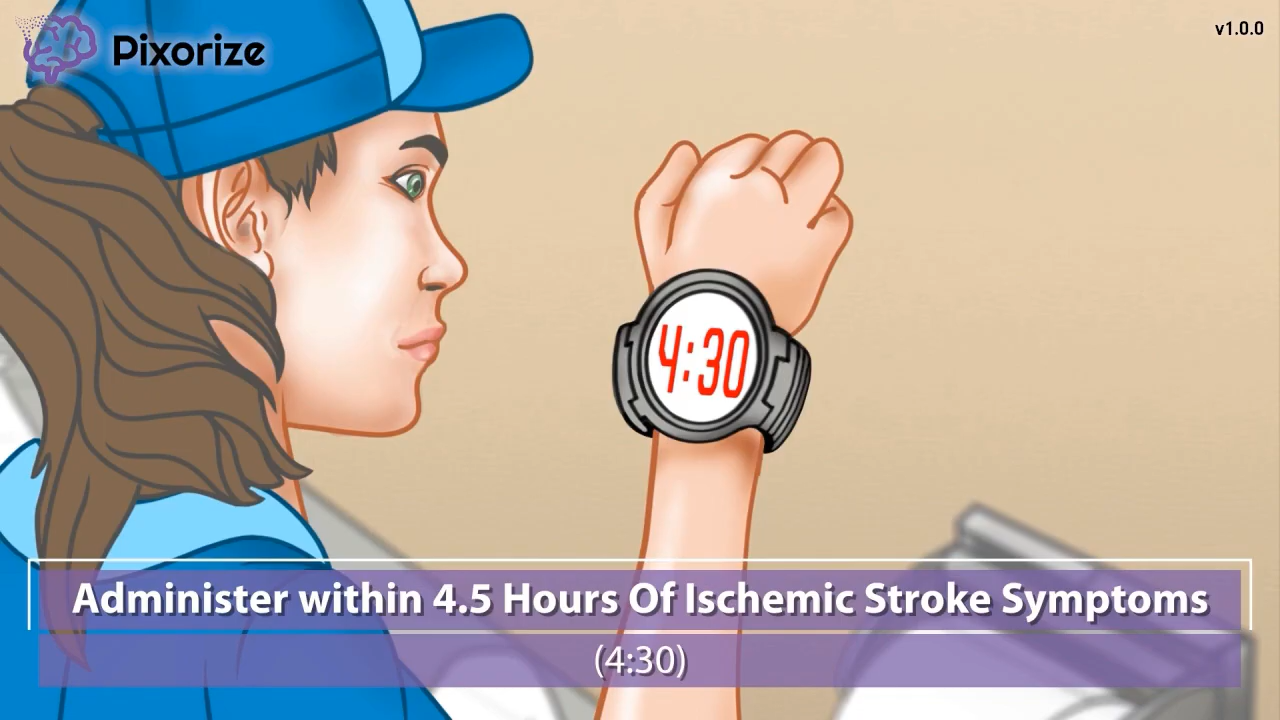 Pixorize
v1.0.0
4:30
Administer within 4.5 Hours Of Ischemic Stroke Symptoms
(4:30)